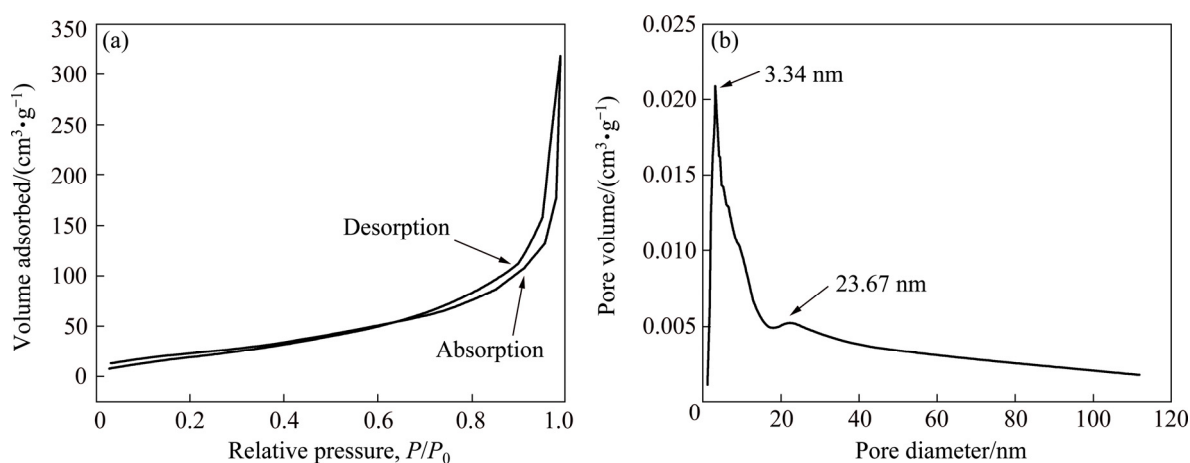 (a)
350
300
250
200
150
100
50
0
Volume adsorbed/(cm³•g⁻¹)
Desorption
Absorption
0 0.2 0.4 0.6 0.8 1.0
Relative pressure, P/P₀
(b)
0.025
0.020
0.015
0.010
0.005
Pore volume/(cm³•g⁻¹)
3.34 nm
23.67 nm
0 20 40 60 80 100 120
Pore diameter/nm